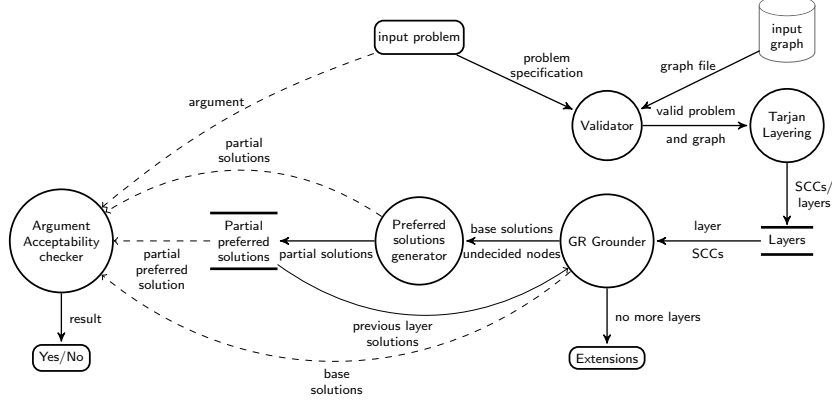 input problem
input
graph
problem
specification
graph file
argument
Validator
valid problem
and graph
Tarjan
Layering
partial
solutions
SCCs/
layers
Argument
Acceptability
checker
Partial
preferred
solutions
partial
preferred
solution
partial solutions
Preferred
solutions
generator
base solutions
undecided nodes
GR Grounder
layer
SCCs
Layers
result
previous layer
solutions
no more layers
Yes/No
base
solutions
Extensions